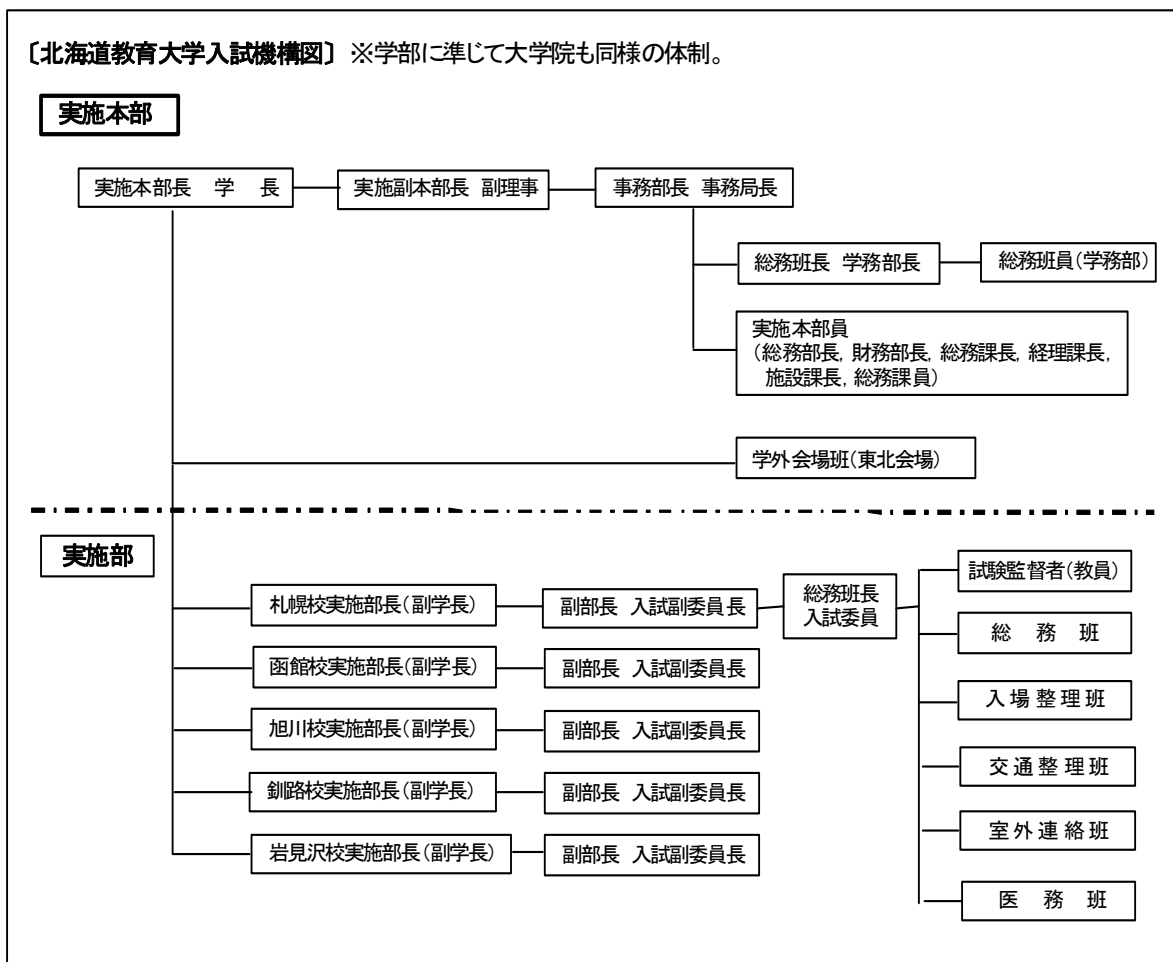 〔北海道教育大学入試機構図〕 ※学部に準じて大学院も同様の体制。
実施本部
実施本部長 学 長
実施副本部長 副理事
事務部長 事務局長
総務班長 学務部長
総務班員(学務部)
実施本部員
(総務部長, 財務部長, 総務課長, 経理課長,
施設課長, 総務課員)
学外会場班(東北会場)
実施部
札幌校実施部長(副学長)
副部長 入試副委員長
総務班長
入試委員
試験監督者(教員)
総 務 班
入 場 整 理 班
交 通 整 理 班
室 外 連 絡 班
医 務 班
函館校実施部長(副学長)
副部長 入試副委員長
旭川校実施部長(副学長)
副部長 入試副委員長
釧路校実施部長(副学長)
副部長 入試副委員長
岩見沢校実施部長(副学長)
副部長 入試副委員長